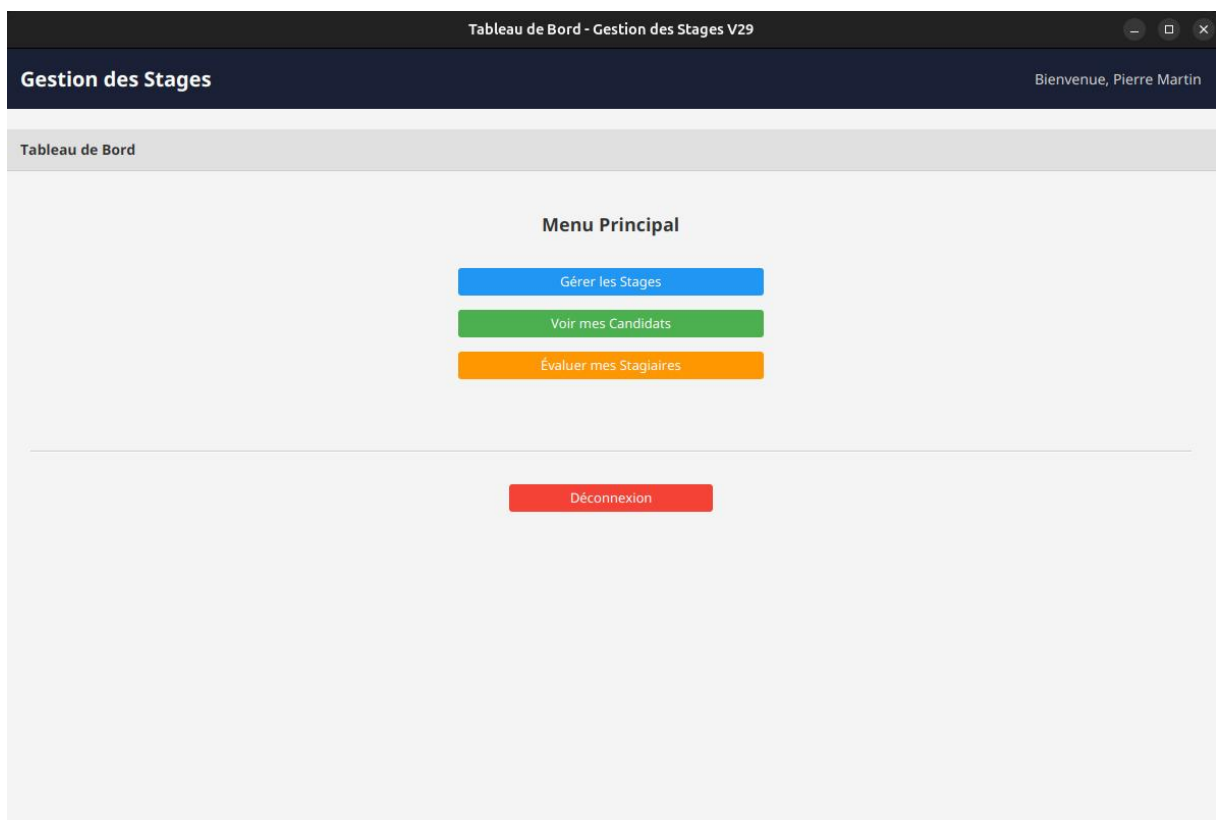 Tableau de Bord - Gestion des Stages V29
Gestion des Stages
Bienvenue, Pierre Martin
Tableau de Bord
Menu Principal
Gérer les Stages
Voir mes Candidats
Évaluer mes Stagiaires
Déconnexion